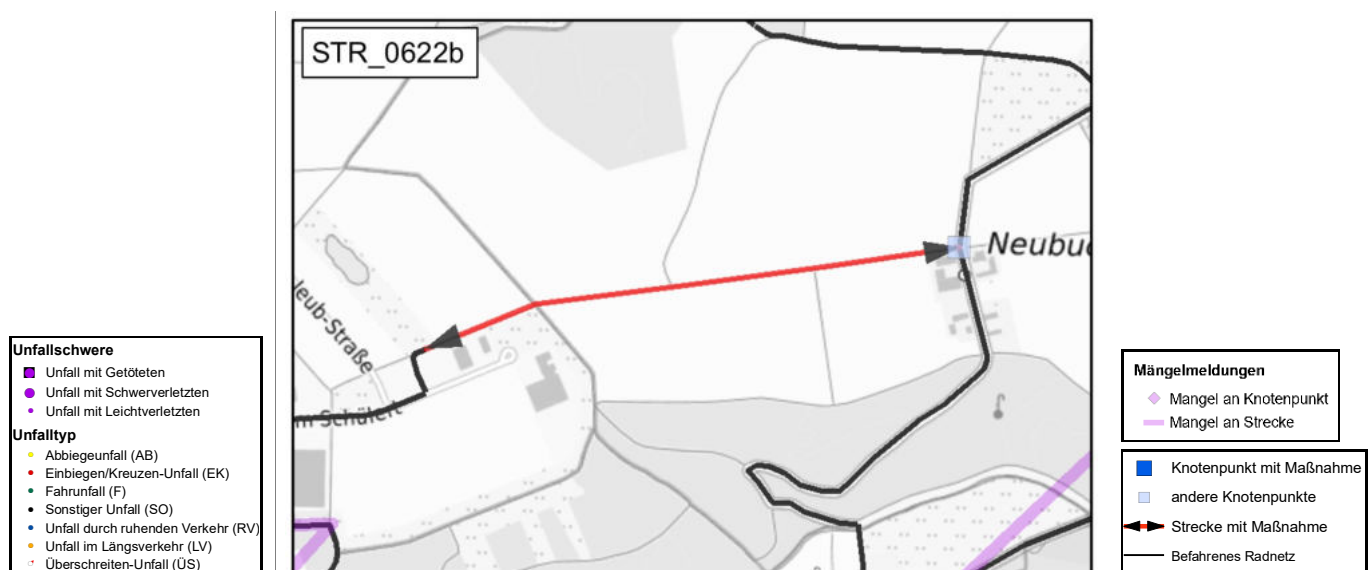 STR_0622b
Neubu
leub-Straße
m Schülert
Unfallschwere
Unfall mit Getöteten
Unfall mit Schwerverletzten
Unfall mit Leichtverletzten
Unfalltyp
Abbiegeunfall (AB)
Einbiegen/Kreuzen-Unfall (EK)
Fahrunfall (F)
Sonstiger Unfall (SO)
Unfall durch ruhenden Verkehr (RV)
Unfall im Längsverkehr (LV)
Überschreiten-Unfall (ÜS)
Mängelmeldungen
Mangel an Knotenpunkt
Mangel an Strecke
Knotenpunkt mit Maßnahme
andere Knotenpunkte
Strecke mit Maßnahme
Befahrenes Radnetz